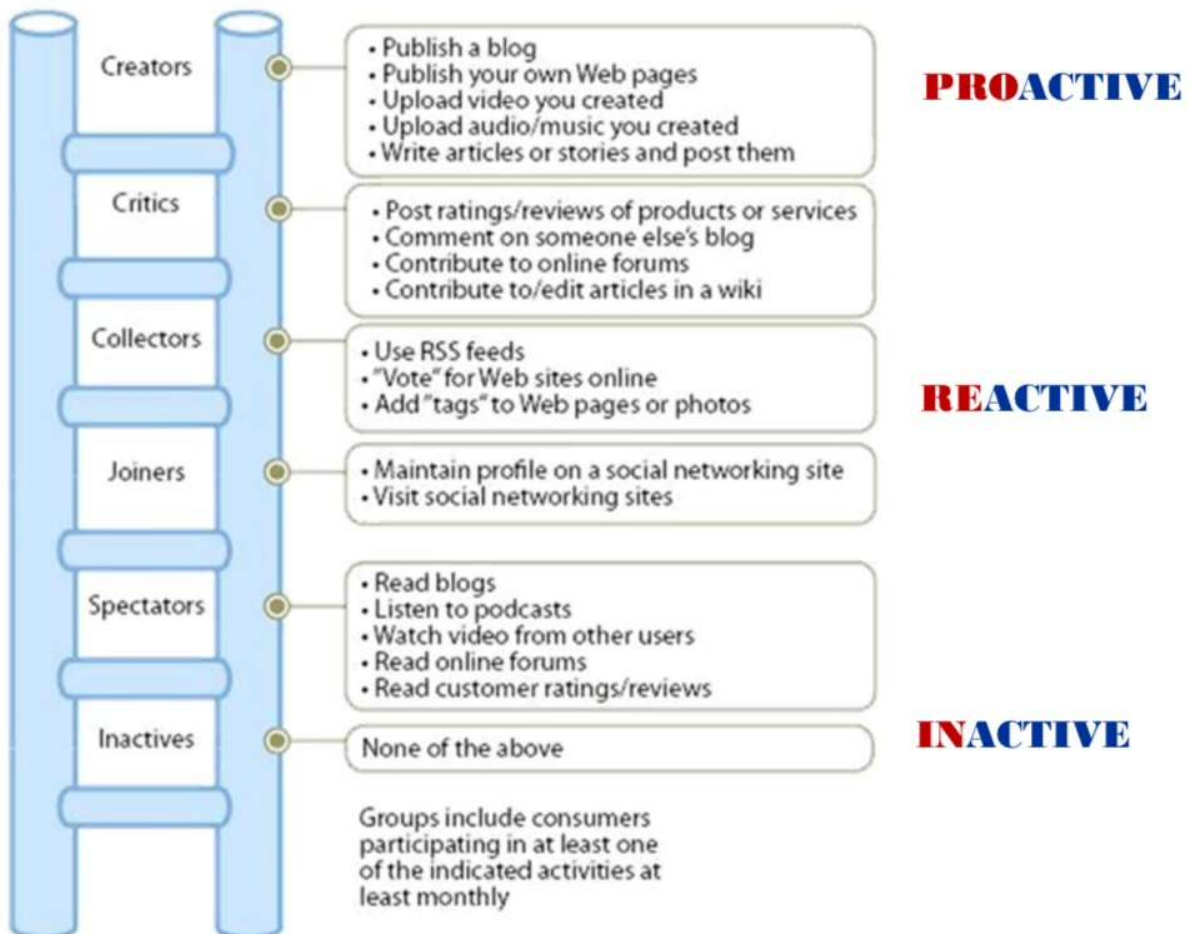 Creators
• Publish a blog
• Publish your own Web pages
• Upload video you created
• Upload audio/music you created
• Write articles or stories and post them
PROACTIVE
Critics
• Post ratings/reviews of products or services
• Comment on someone else's blog
• Contribute to online forums
• Contribute to/edit articles in a wiki
Collectors
• Use RSS feeds
• "Vote" for Web sites online
• Add "tags" to Web pages or photos
REACTIVE
Joiners
• Maintain profile on a social networking site
• Visit social networking sites
Spectators
• Read blogs
• Listen to podcasts
• Watch video from other users
• Read online forums
• Read customer ratings/reviews
Inactives
None of the above
INACTIVE
Groups include consumers
participating in at least one
of the indicated activities at
least monthly